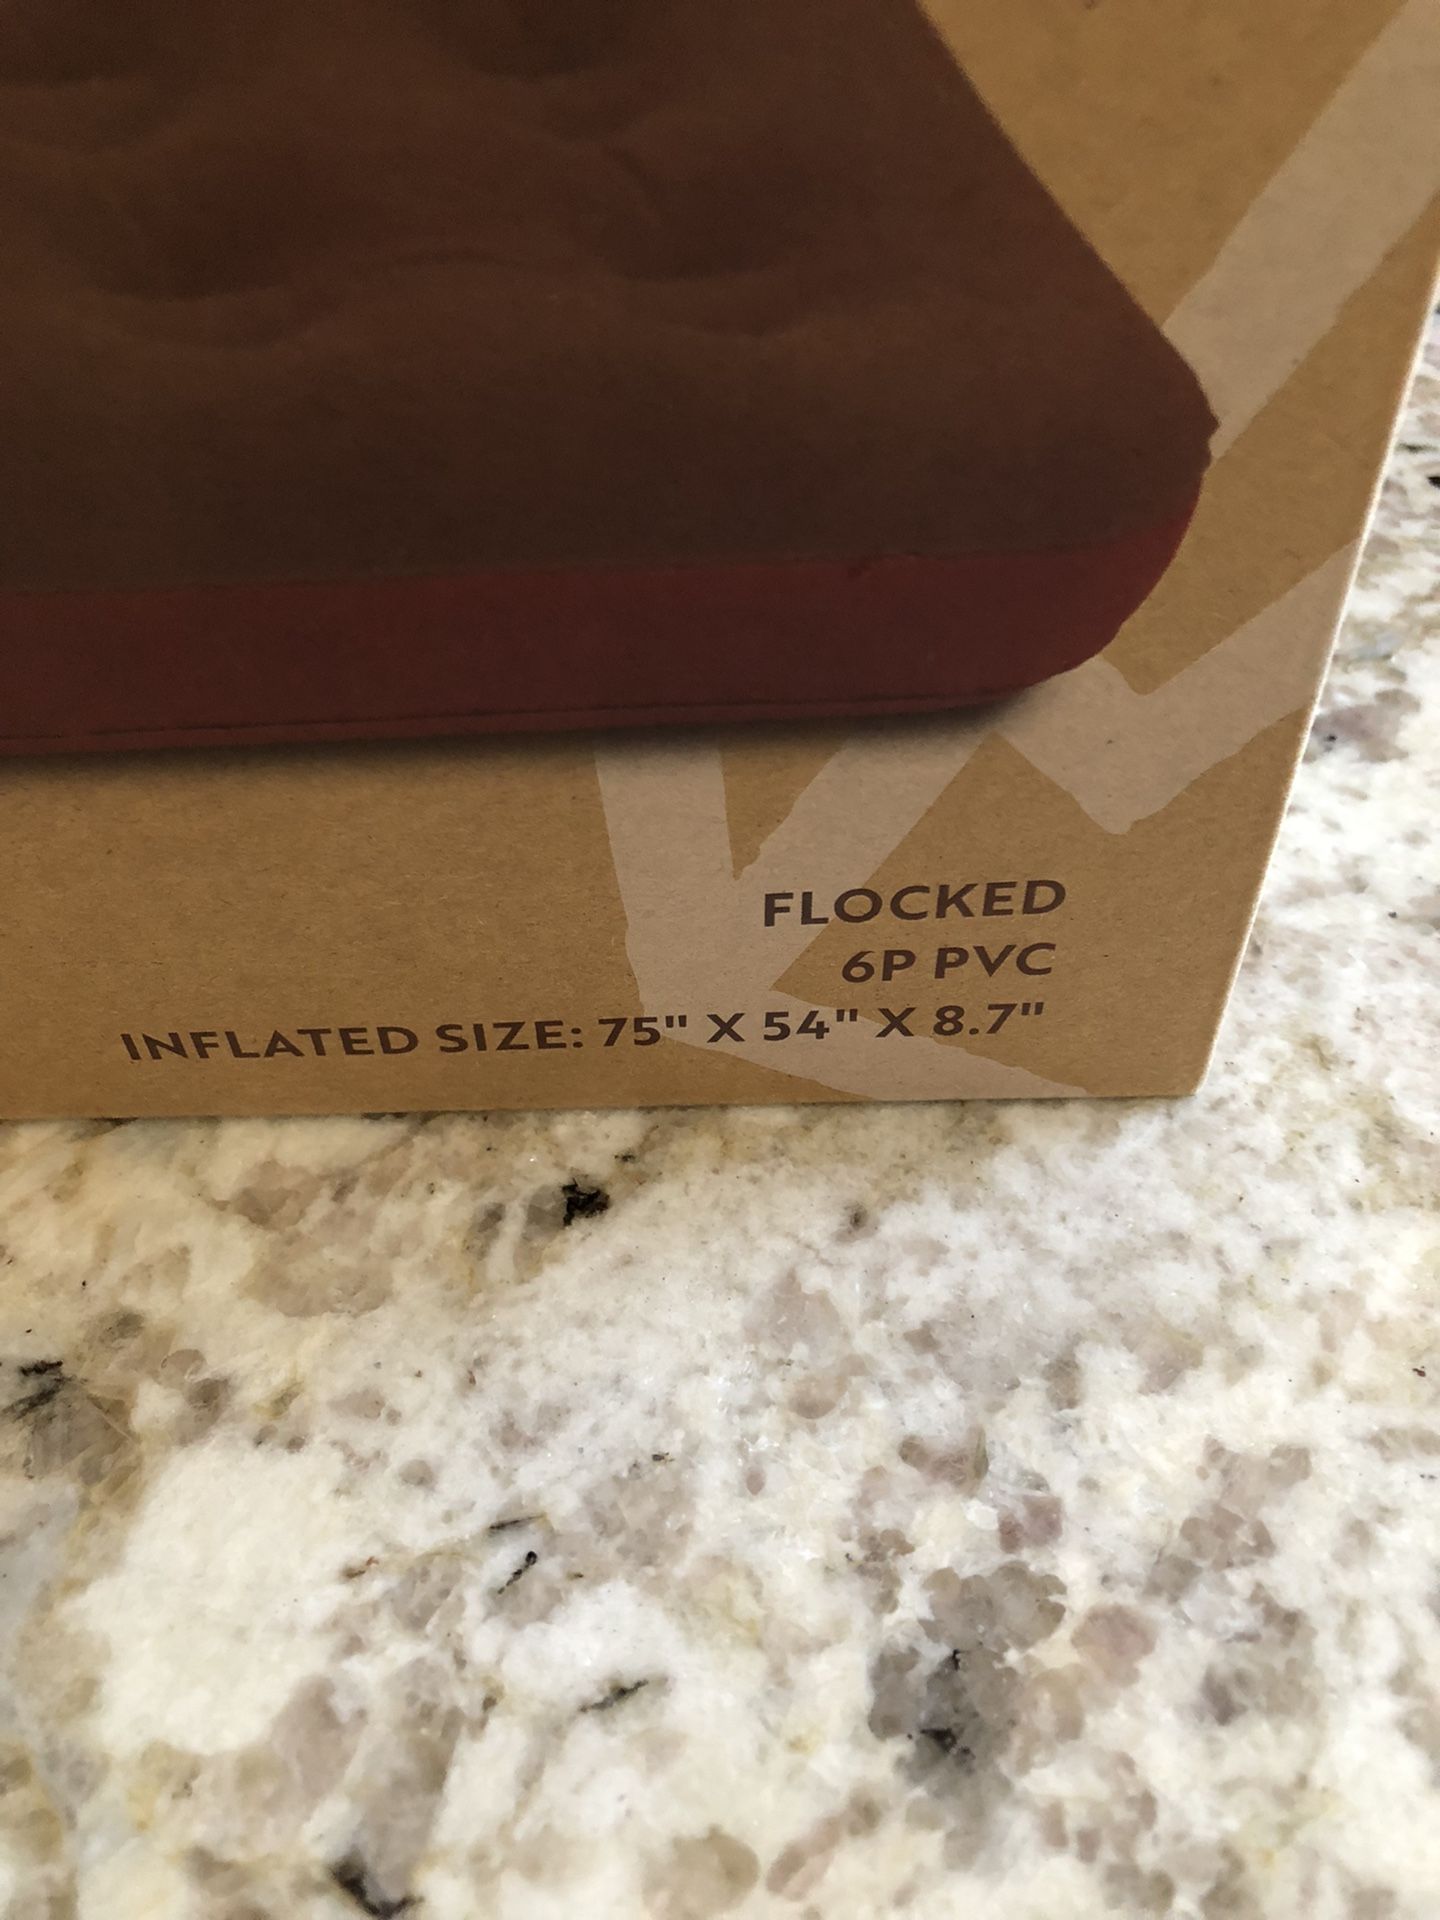 FLOCKED
6P PVC
INFLATED SIZE: 75" X 54" X 8.7"